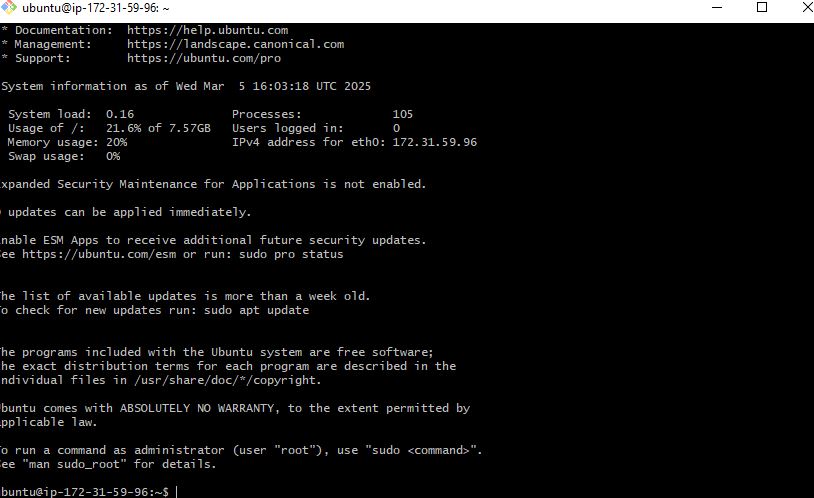 ubuntu@ip-172-31-59-96: ~
* Documentation:  https://help.ubuntu.com
* Management:     https://landscape.canonical.com
* Support:        https://ubuntu.com/pro
System information as of Wed Mar  5 16:03:18 UTC 2025
System load:  0.16              Processes:             105
Usage of /:   21.6% of 7.57GB   Users logged in:       0
Memory usage: 20%               IPv4 address for eth0: 172.31.59.96
Swap usage:   0%
xpanded Security Maintenance for Applications is not enabled.
updates can be applied immediately.
nable ESM Apps to receive additional future security updates.
ee https://ubuntu.com/esm or run: sudo pro status
he list of available updates is more than a week old.
o check for new updates run: sudo apt update
he programs included with the Ubuntu system are free software;
he exact distribution terms for each program are described in the
ndividual files in /usr/share/doc/*/copyright.
buntu comes with ABSOLUTELY NO WARRANTY, to the extent permitted by
pplicable law.
o run a command as administrator (user "root"), use "sudo <command>".
ee "man sudo_root" for details.
buntu@ip-172-31-59-96:~$